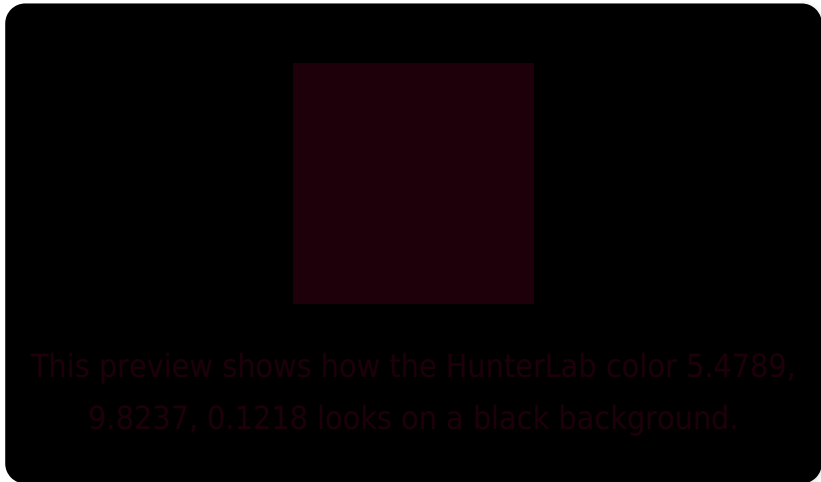 This preview shows how the HunterLab color 5.4789,
9.8237, 0.1218 looks on a black background.